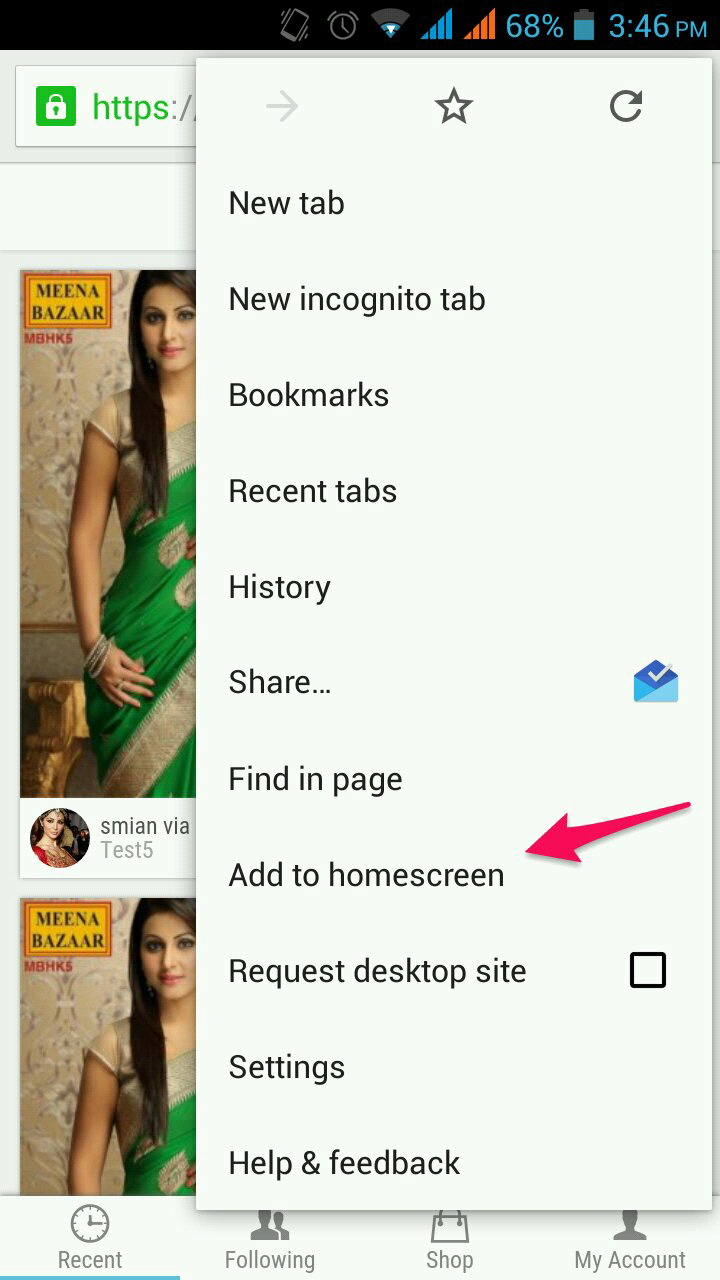 68% 3:46 PM
https:/
New tab
New incognito tab
Bookmarks
Recent tabs
History
Share...
Find in page
Add to homescreen
Request desktop site
Settings
Help & feedback
MEENA
BAZAAR
MBHK5
smian via
Test5
MEENA
BAZAAR
MBHK5
Recent
Following
Shop
My Account